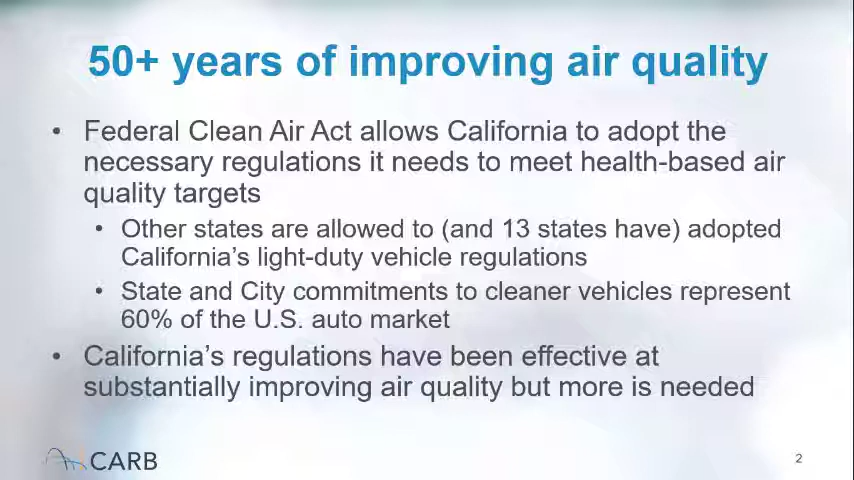 50+ years of improving air quality
• Federal Clean Air Act allows California to adopt the
necessary regulations it needs to meet health-based air
quality targets
• Other states are allowed to (and 13 states have) adopted
California's light-duty vehicle regulations
• State and City commitments to cleaner vehicles represent
60% of the U.S. auto market
• California's regulations have been effective at
substantially improving air quality but more is needed
CARB
2